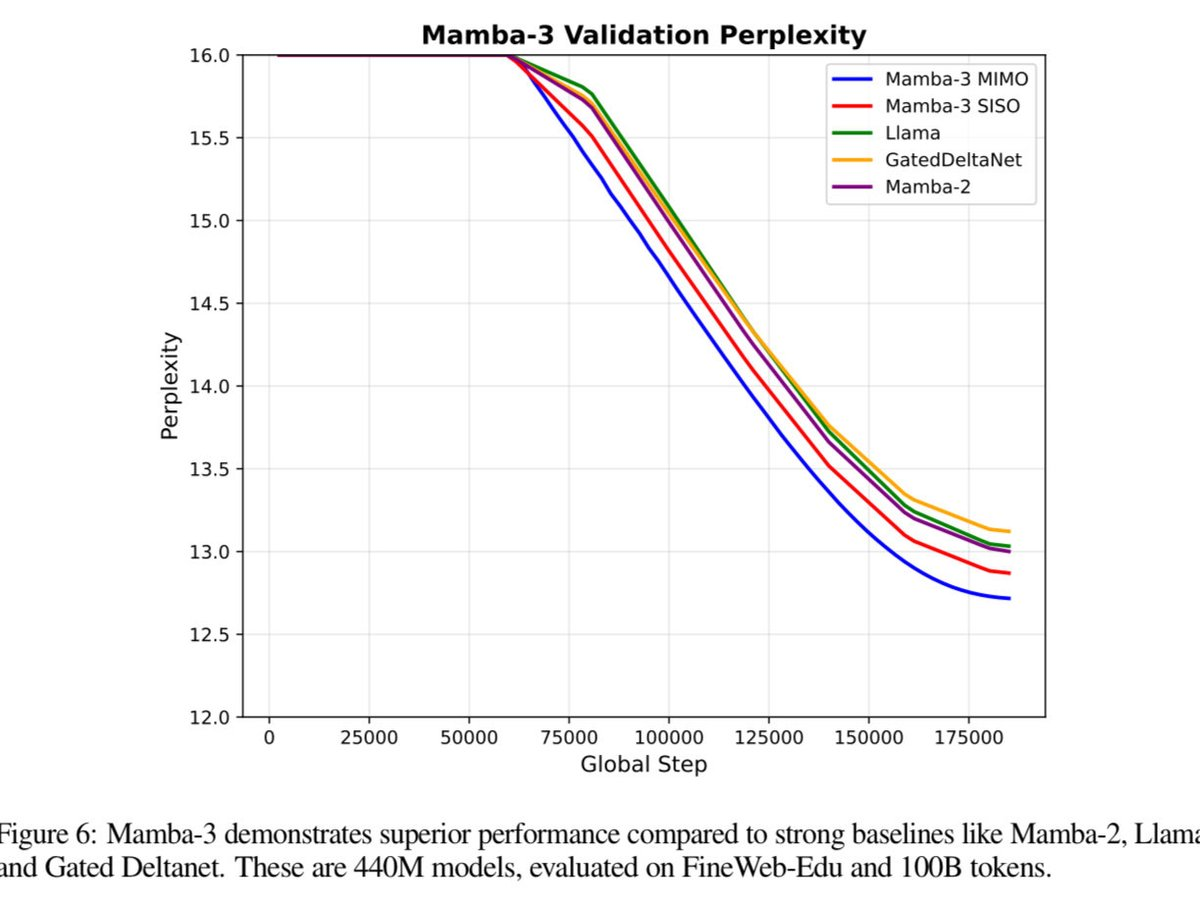 Mamba-3 Validation Perplexity
16.0
15.5
15.0
14.5
14.0
13.5
13.0
12.5
12.0
Perplexity
Mamba-3 MIMO
Mamba-3 SISO
Llama
GatedDeltaNet
Mamba-2
0 25000 50000 75000 100000 125000 150000 175000
Global Step
Figure 6: Mamba-3 demonstrates superior performance compared to strong baselines like Mamba-2, Llama
and Gated Deltanet. These are 440M models, evaluated on FineWeb-Edu and 100B tokens.